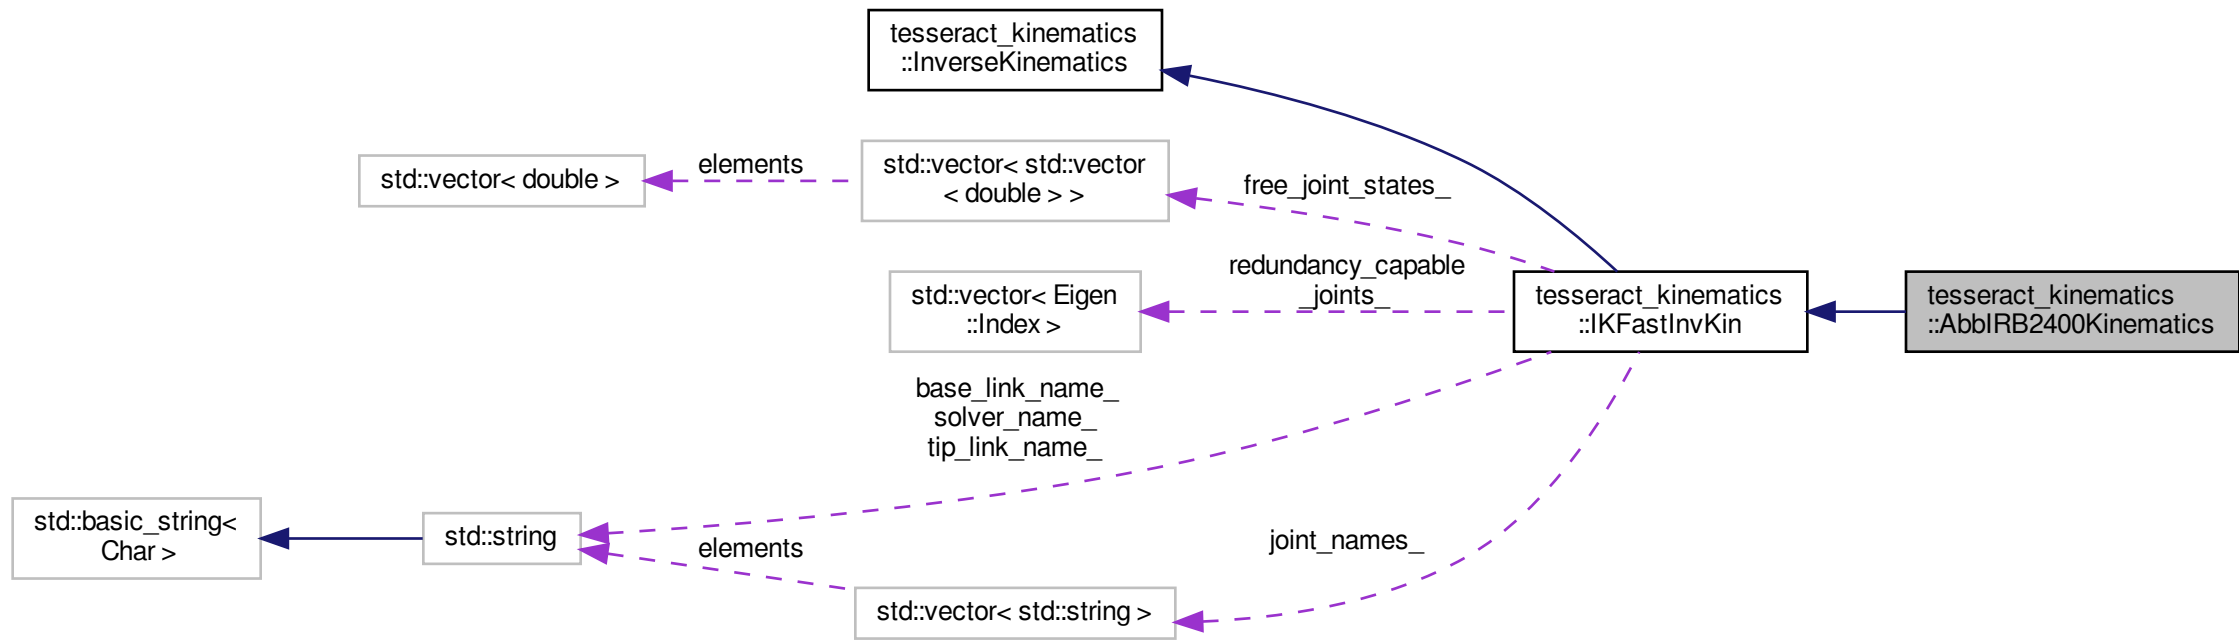 tesseract_kinematics
::InverseKinematics
std::vector< double >
elements
std::vector< std::vector
< double > >
free_joint_states_
std::vector< Eigen
::Index >
redundancy_capable
_joints_
tesseract_kinematics
::IKFastInvKin
tesseract_kinematics
::AbbIRB2400Kinematics
base_link_name_
solver_name_
tip_link_name_
std::basic_string<
Char >
std::string
elements
joint_names_
std::vector< std::string >